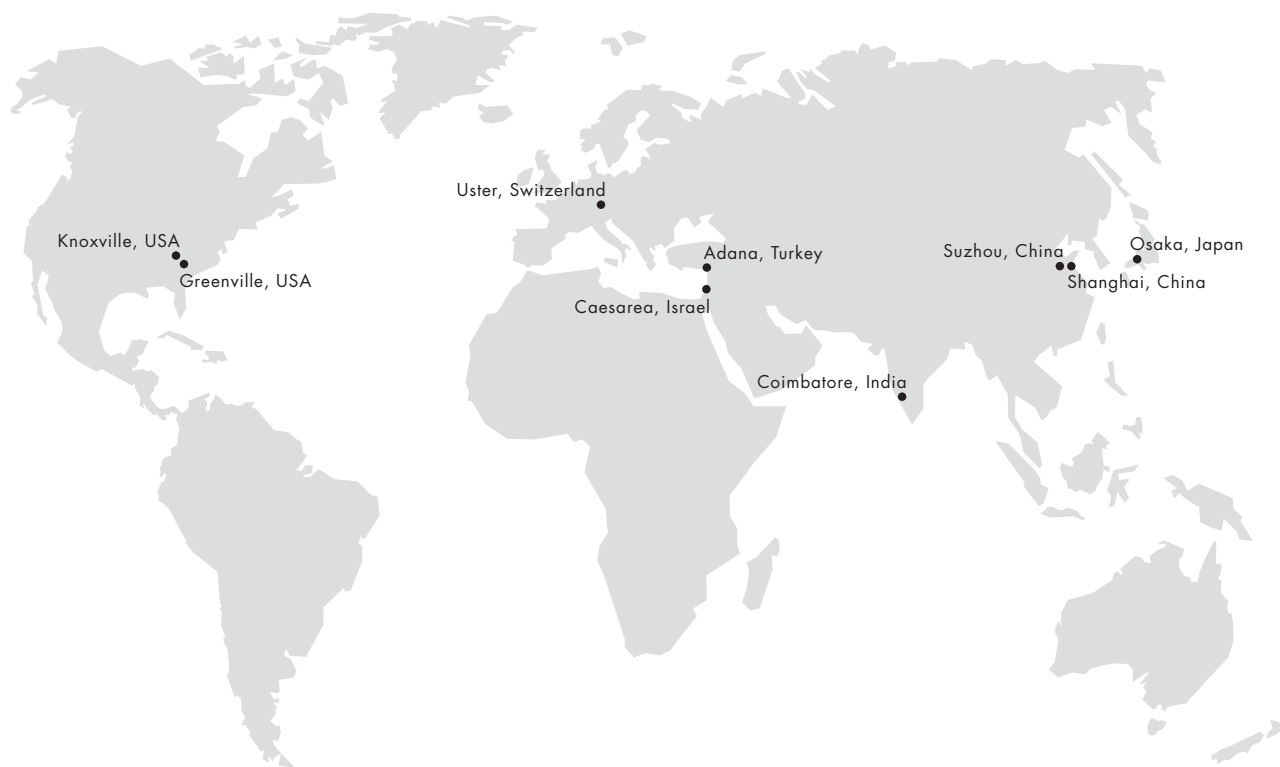 Uster, Switzerland
Knoxville, USA
Greenville, USA
Adana, Turkey
Caesarea, Israel
Suzhou, China
Osaka, Japan
Shanghai, China
Coimbatore, India